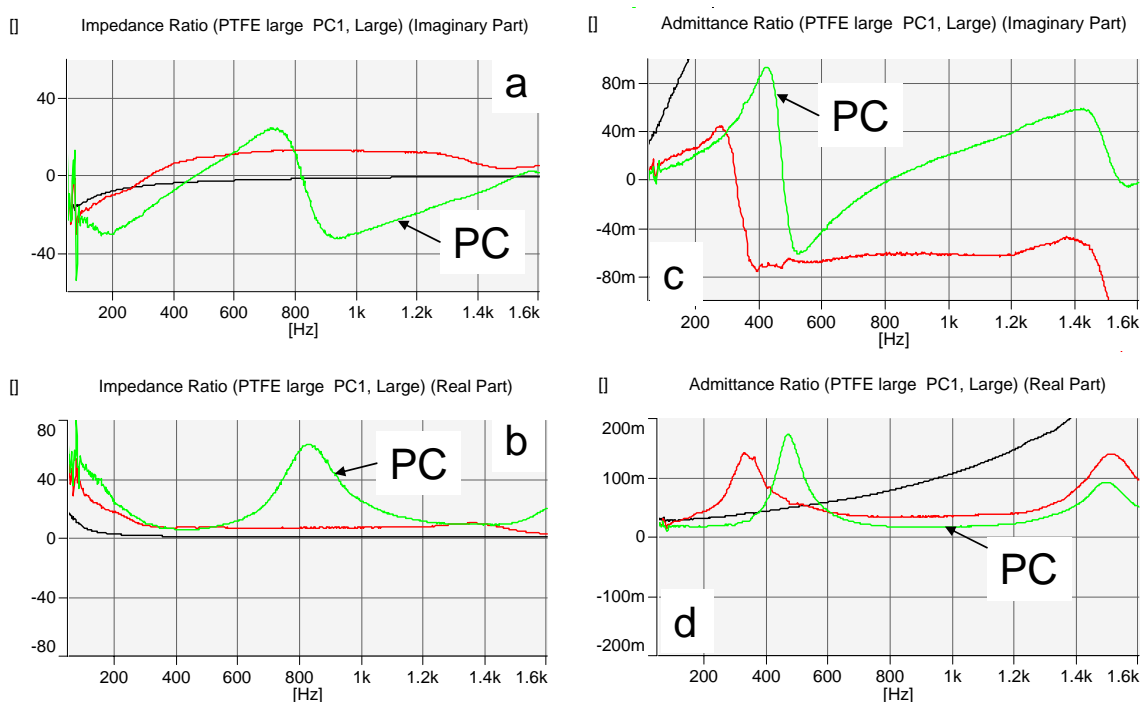 [] Impedance Ratio (PTFE large PC1, Large) (Imaginary Part)
a
40
0
-40
PC
200 400 600 800 1k 1.2k 1.4k 1.6k
[Hz]
[] Admittance Ratio (PTFE large PC1, Large) (Imaginary Part)
80m
40m
0
-40m
-80m
PC
c
200 400 600 800 1k 1.2k 1.4k 1.6k
[Hz]
[] Impedance Ratio (PTFE large PC1, Large) (Real Part)
b
80
40
0
-40
-80
PC
200 400 600 800 1k 1.2k 1.4k 1.6k
[Hz]
[] Admittance Ratio (PTFE large PC1, Large) (Real Part)
200m
100m
0
-100m
-200m
PC
d
200 400 600 800 1k 1.2k 1.4k 1.6k
[Hz]